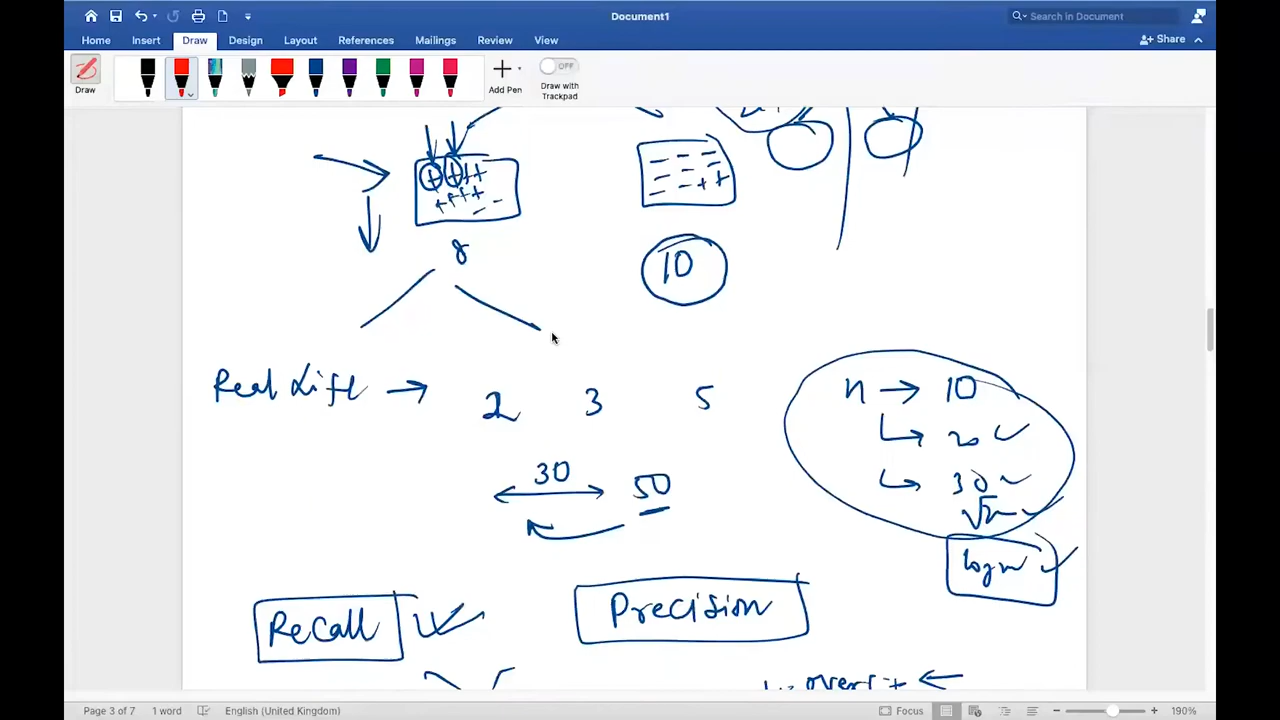 Document1
Search in Document
Home Insert Draw Design Layout References Mailings Review View
Share
Draw
Add Pen
OFF
Draw with
Trackpad
+ + + +
+ + + +
- -
- - -
- - -
- - + +
8
10
Real Life → 2 3 5
n → 10
20 ✓
30 ✓
√n ✓
log n ✓
30
50
Recall ✓
Precision
overfit ←
Page 3 of 7 1 word English (United Kingdom) Focus 190%